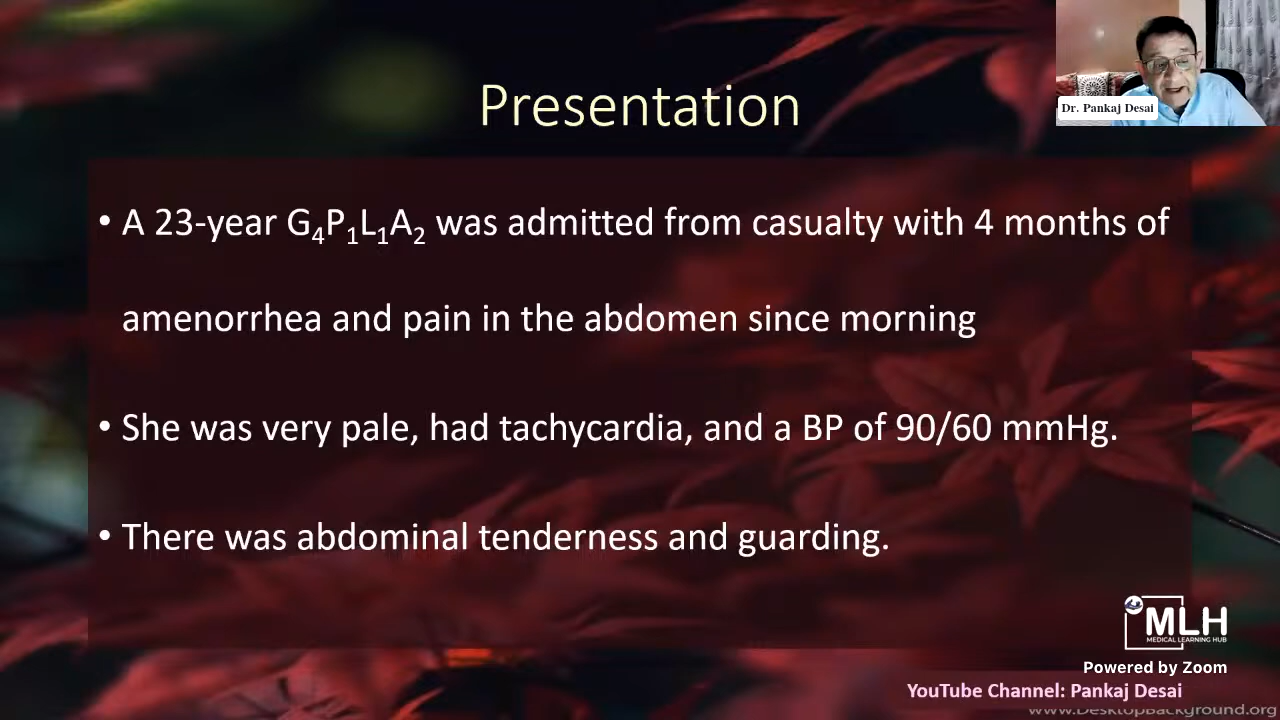 Presentation
Dr. Pankaj Desai
• A 23-year G₄P₁L₁A₂ was admitted from casualty with 4 months of
amenorrhea and pain in the abdomen since morning
• She was very pale, had tachycardia, and a BP of 90/60 mmHg.
• There was abdominal tenderness and guarding.
MLH
MEDICAL LEARNING HUB
Powered by Zoom
YouTube Channel: Pankaj Desai
www.DesktopBackground.org